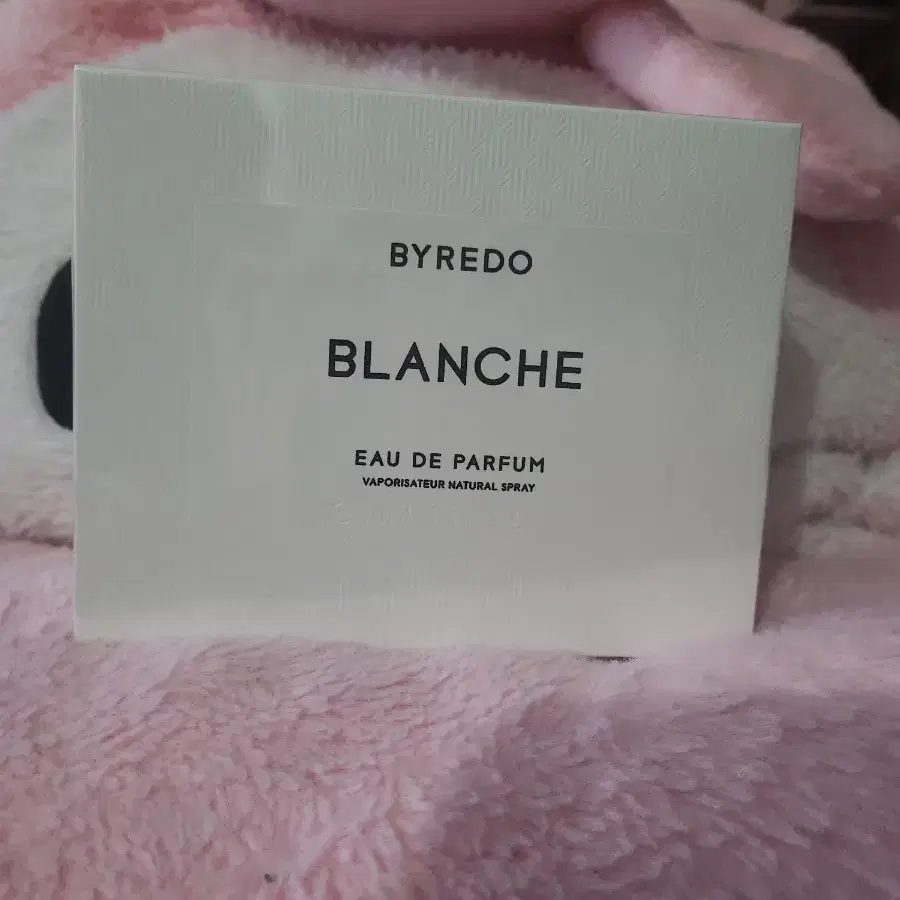 BYREDO
BLANCHE
EAU DE PARFUM
VAPORISATEUR NATURAL SPRAY